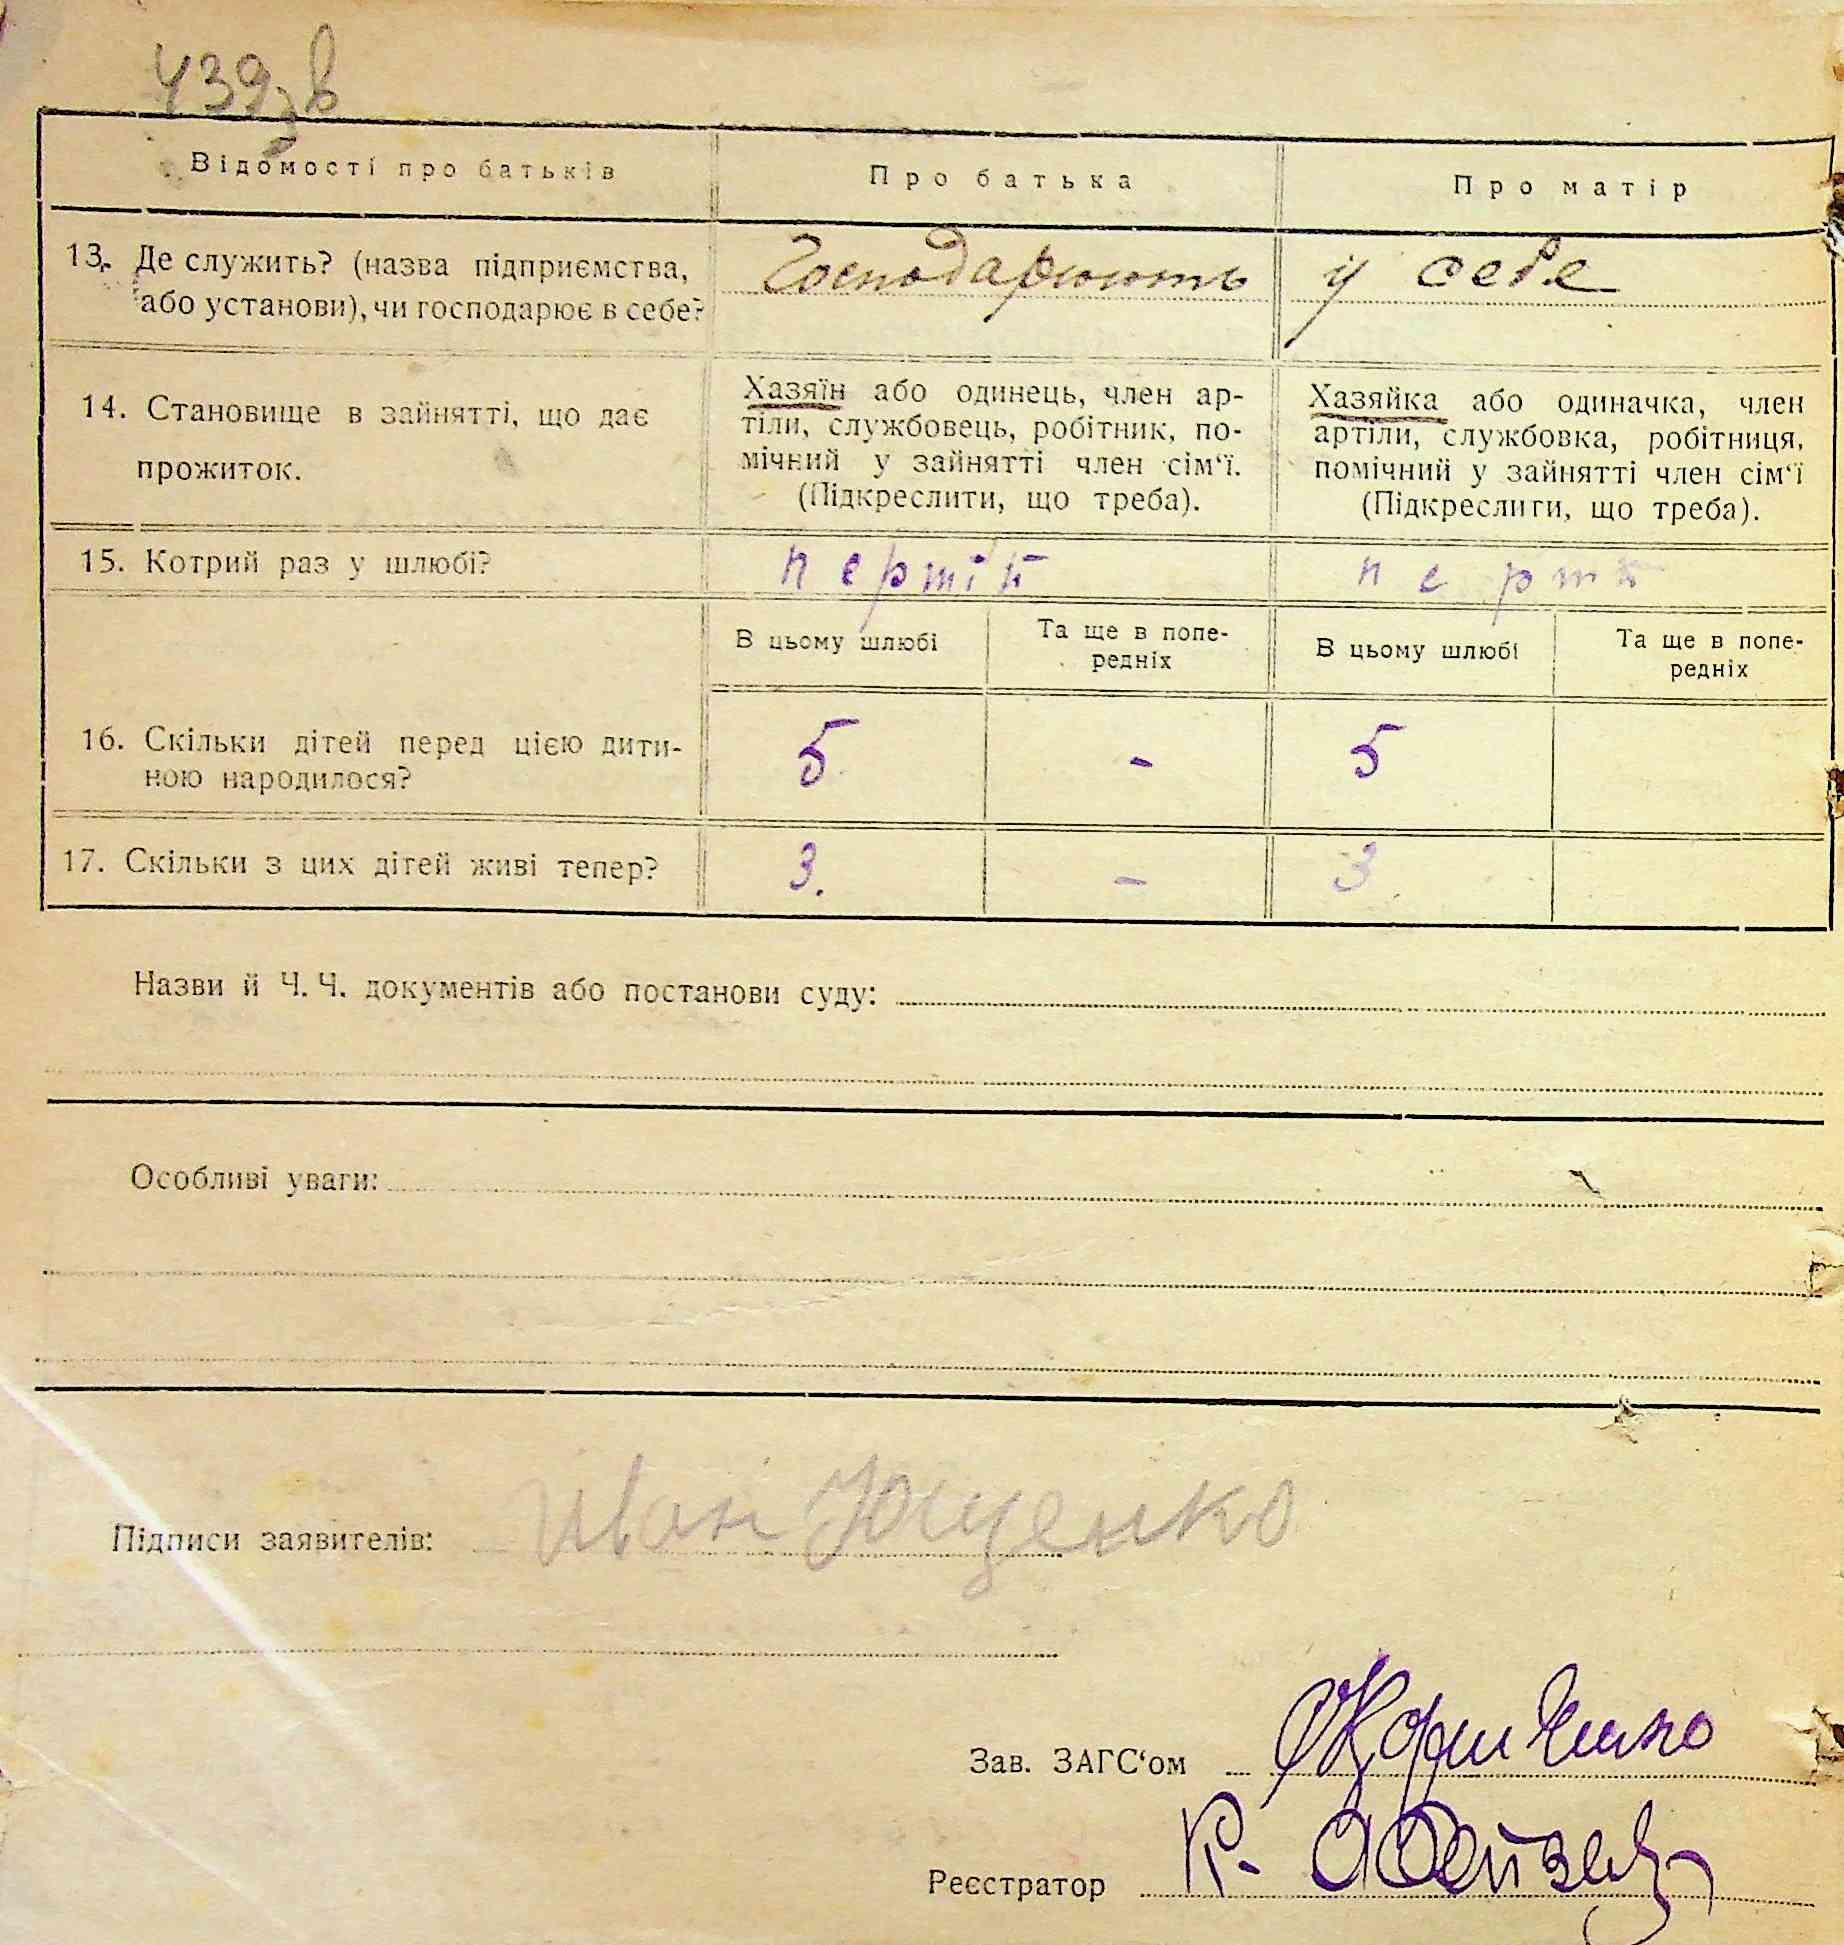 439зв
Відомості про батьків
Про батька
Про матір
13. Де служить? (назва підприємства,
або установи), чи господарює в себе?
Господарюють у себе
14. Становище в зайнятті, що дає
прожиток.
Хазяїн або одинець, член ар-
тіли, службовець, робітник, по-
мічний у зайнятті член сім‘ї.
(Підкреслити, що треба).
Хазяйка або одиначка, член
артіли, службовка, робітниця,
помічний у зайнятті член сім‘ї
(Підкреслити, що треба).
15. Котрий раз у шлюбі?
В цьому шлюбі
Та ще в попе-
редніх
В цьому шлюбі
Та ще в попе-
редніх
16. Скільки дітей перед цією дити-
ною народилося?
5 - 5
17. Скільки з цих дітей живі тепер?
3. - 3.
Назви й Ч. Ч. документів або постанови суду:
Особливі уваги:
Підписи заявителів: Иван Ющенко
Зав. ЗАГС‘ом
Реєстратор